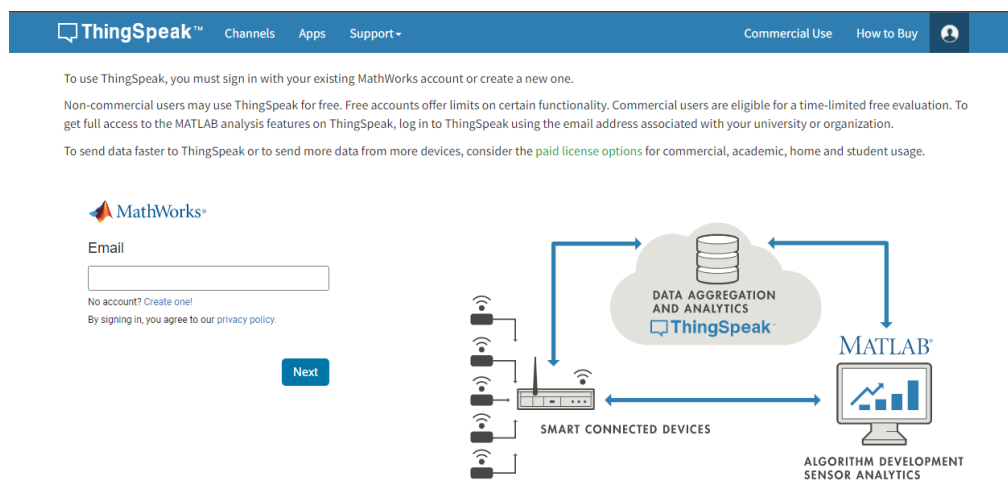 ThingSpeak™ Channels Apps Support Commercial Use How to Buy
To use ThingSpeak, you must sign in with your existing MathWorks account or create a new one.
Non-commercial users may use ThingSpeak for free. Free accounts offer limits on certain functionality. Commercial users are eligible for a time-limited free evaluation. To
get full access to the MATLAB analysis features on ThingSpeak, log in to ThingSpeak using the email address associated with your university or organization.
To send data faster to ThingSpeak or to send more data from more devices, consider the paid license options for commercial, academic, home and student usage.
MathWorks®
Email
No account? Create one!
By signing in, you agree to our privacy policy.
Next
DATA AGGREGATION
AND ANALYTICS
ThingSpeak™
MATLAB®
SMART CONNECTED DEVICES
ALGORITHM DEVELOPMENT
SENSOR ANALYTICS